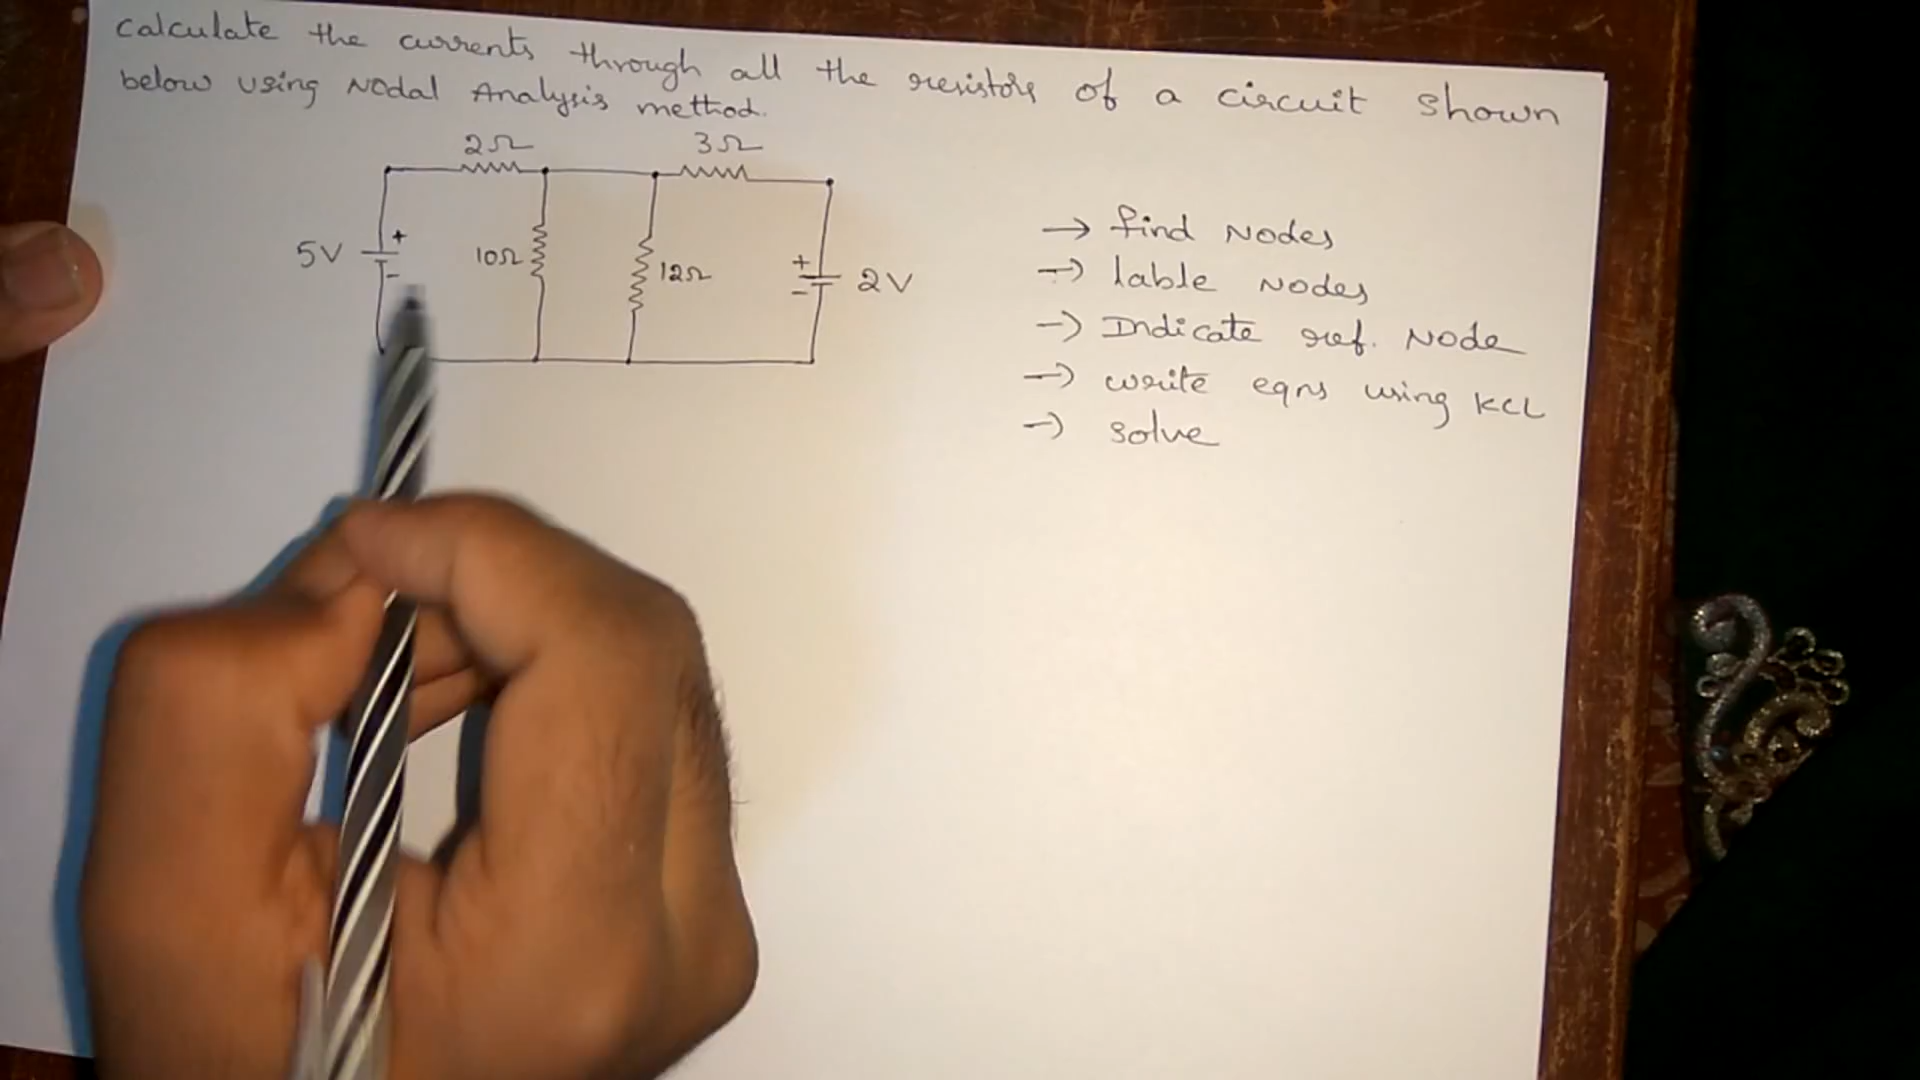 calculate the currents through all the resistors of a circuit shown
below using Nodal Analysis method.
2Ω
3Ω
5V
+
-
10Ω
12Ω
+
-
2V
→ find Nodes
→ lable Nodes
→ Indicate ref. Node
→ write eqns using KCL
→ solve